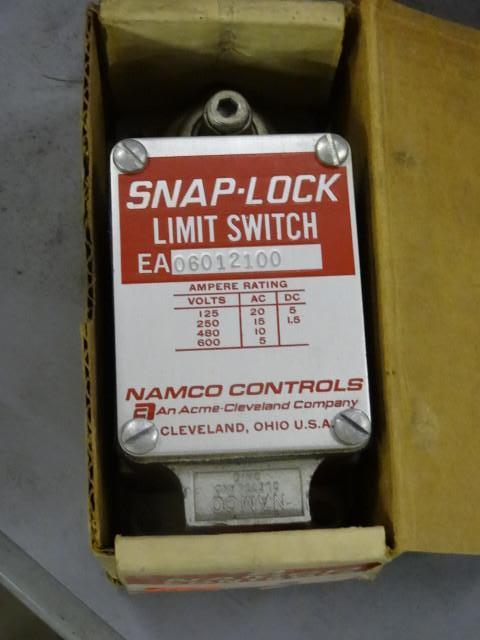 SNAP-LOCK
LIMIT SWITCH
EA 06012100
AMPERE RATING
VOLTS AC DC
125 20 5
250 15 1.5
480 10
600 5
NAMCO CONTROLS
An Acme-Cleveland Company
CLEVELAND, OHIO U.S.A.
NAMCO